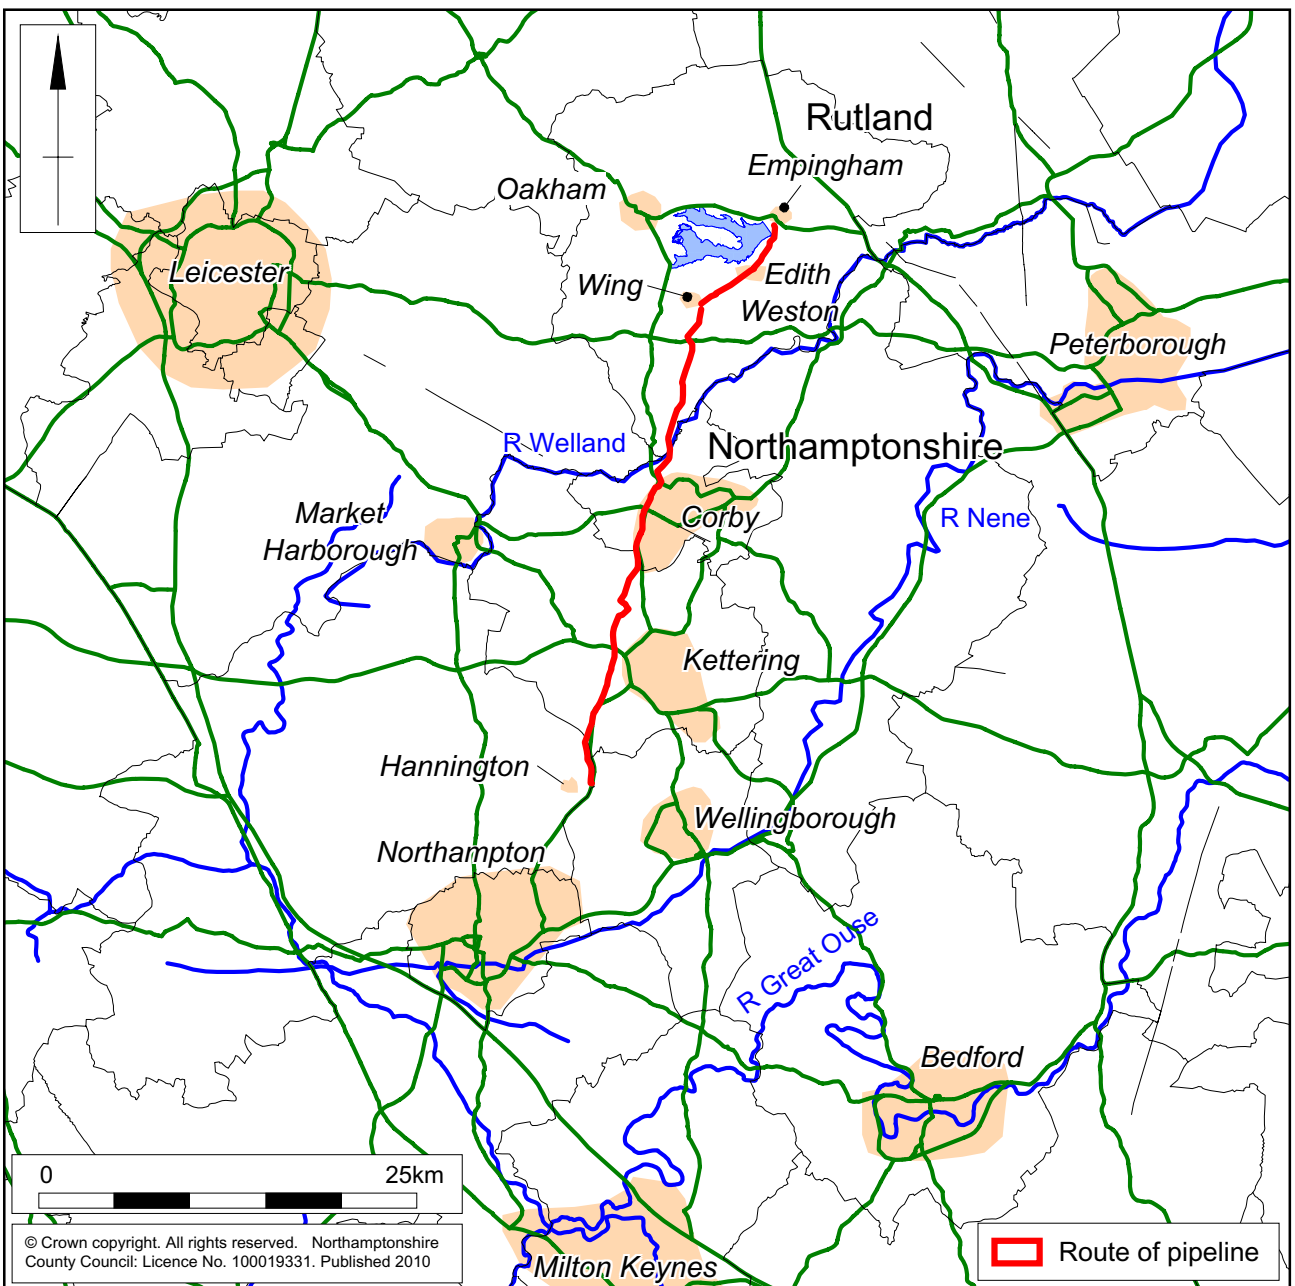 Rutland
Empingham
Oakham
Leicester
Wing
Edith
Weston
Peterborough
R Welland
Northamptonshire
Market
Harborough
Corby
R Nene
Kettering
Hannington
Wellingborough
Northampton
R Great Ouse
Bedford
0 25km
© Crown copyright. All rights reserved. Northamptonshire
County Council: Licence No. 100019331. Published 2010
Milton Keynes
Route of pipeline